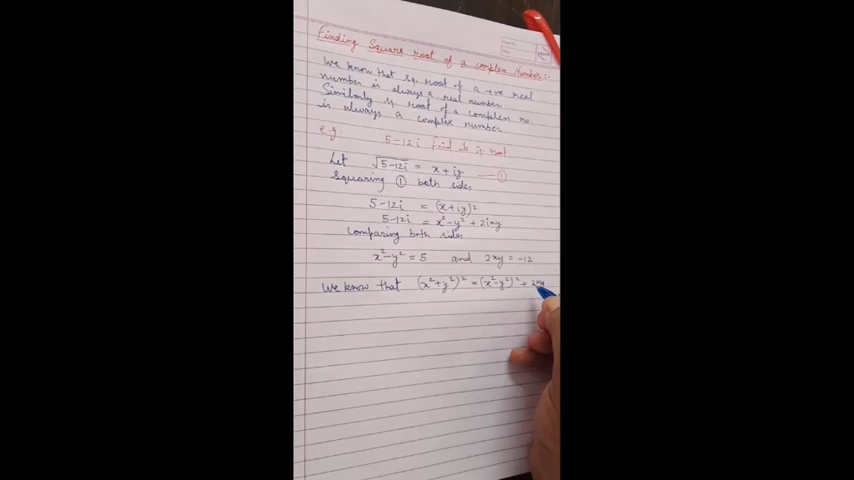 Finding Square root of a complex Number:-
We know that sq. root of a +ve real
number is always a real number
Similarly sq. root of a complex no.
is always a complex number
e.g. 5-12i find its sq. root
Let √5-12i = x+iy —— ①
Squaring ① both sides
5-12i = (x+iy)²
5-12i = x²-y² + 2ixy
Comparing both sides
x²-y² = 5 and 2xy = -12
We know that (x²+y²)² = (x²-y²)² + 2xy